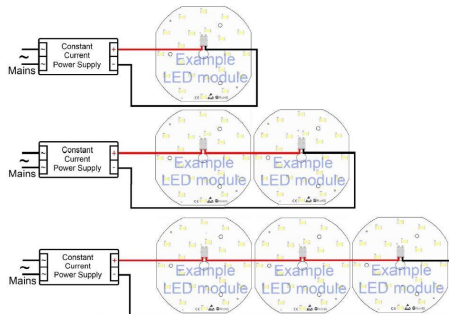 Constant
Current
Power Supply
~
~
+
-
~
Mains
Example
LED module
Constant
Current
Power Supply
~
~
+
-
~
Mains
Example
LED module
Example
LED module
Constant
Current
Power Supply
~
~
+
-
~
Mains
Example
LED module
Example
LED module
Example
LED module